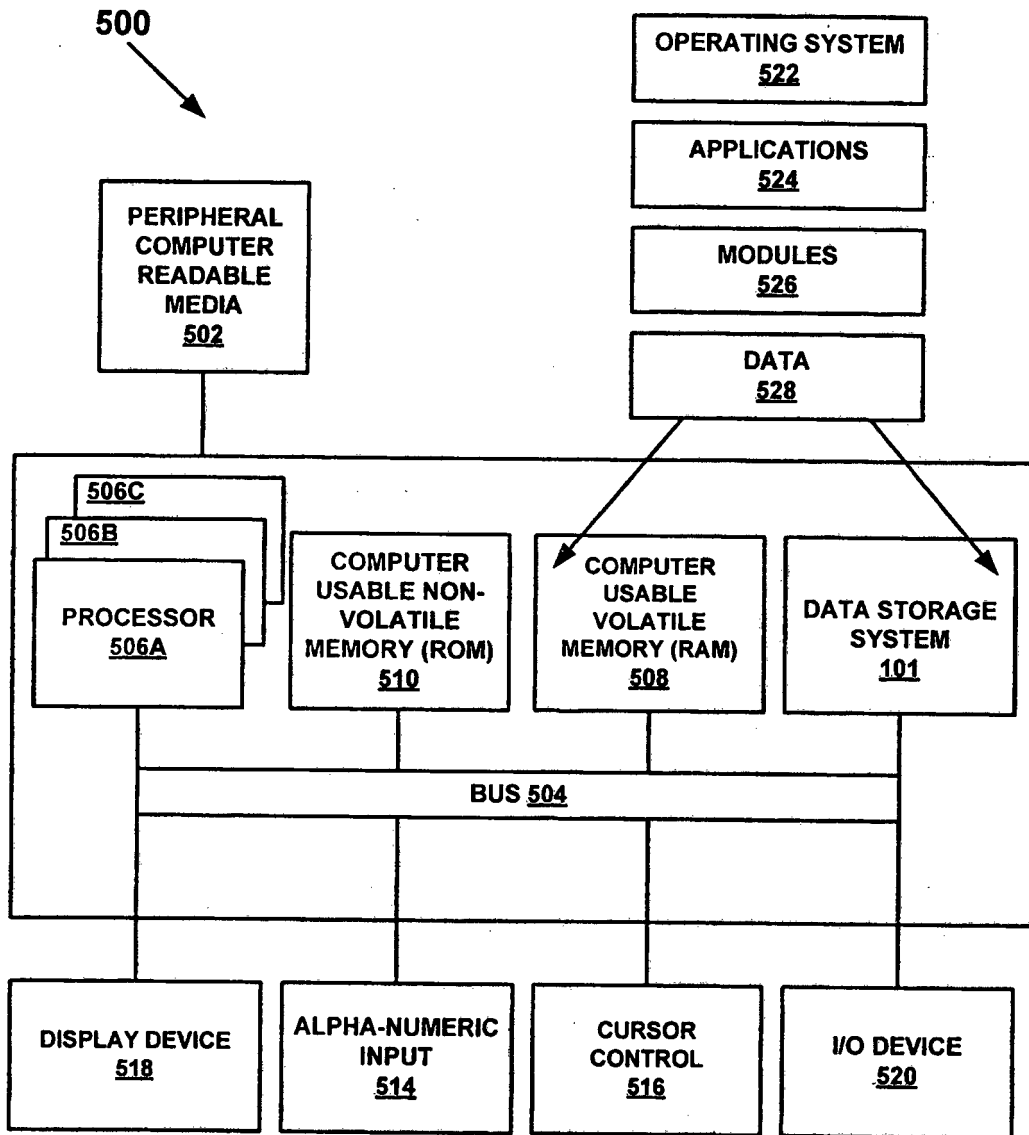 500
OPERATING SYSTEM
522
APPLICATIONS
524
MODULES
526
DATA
528
PERIPHERAL
COMPUTER
READABLE
MEDIA
502
506C
506B
PROCESSOR
506A
COMPUTER
USABLE NON-
VOLATILE
MEMORY (ROM)
510
COMPUTER
USABLE
VOLATILE
MEMORY (RAM)
508
DATA STORAGE
SYSTEM
101
BUS 504
DISPLAY DEVICE
518
ALPHA-NUMERIC
INPUT
514
CURSOR
CONTROL
516
I/O DEVICE
520